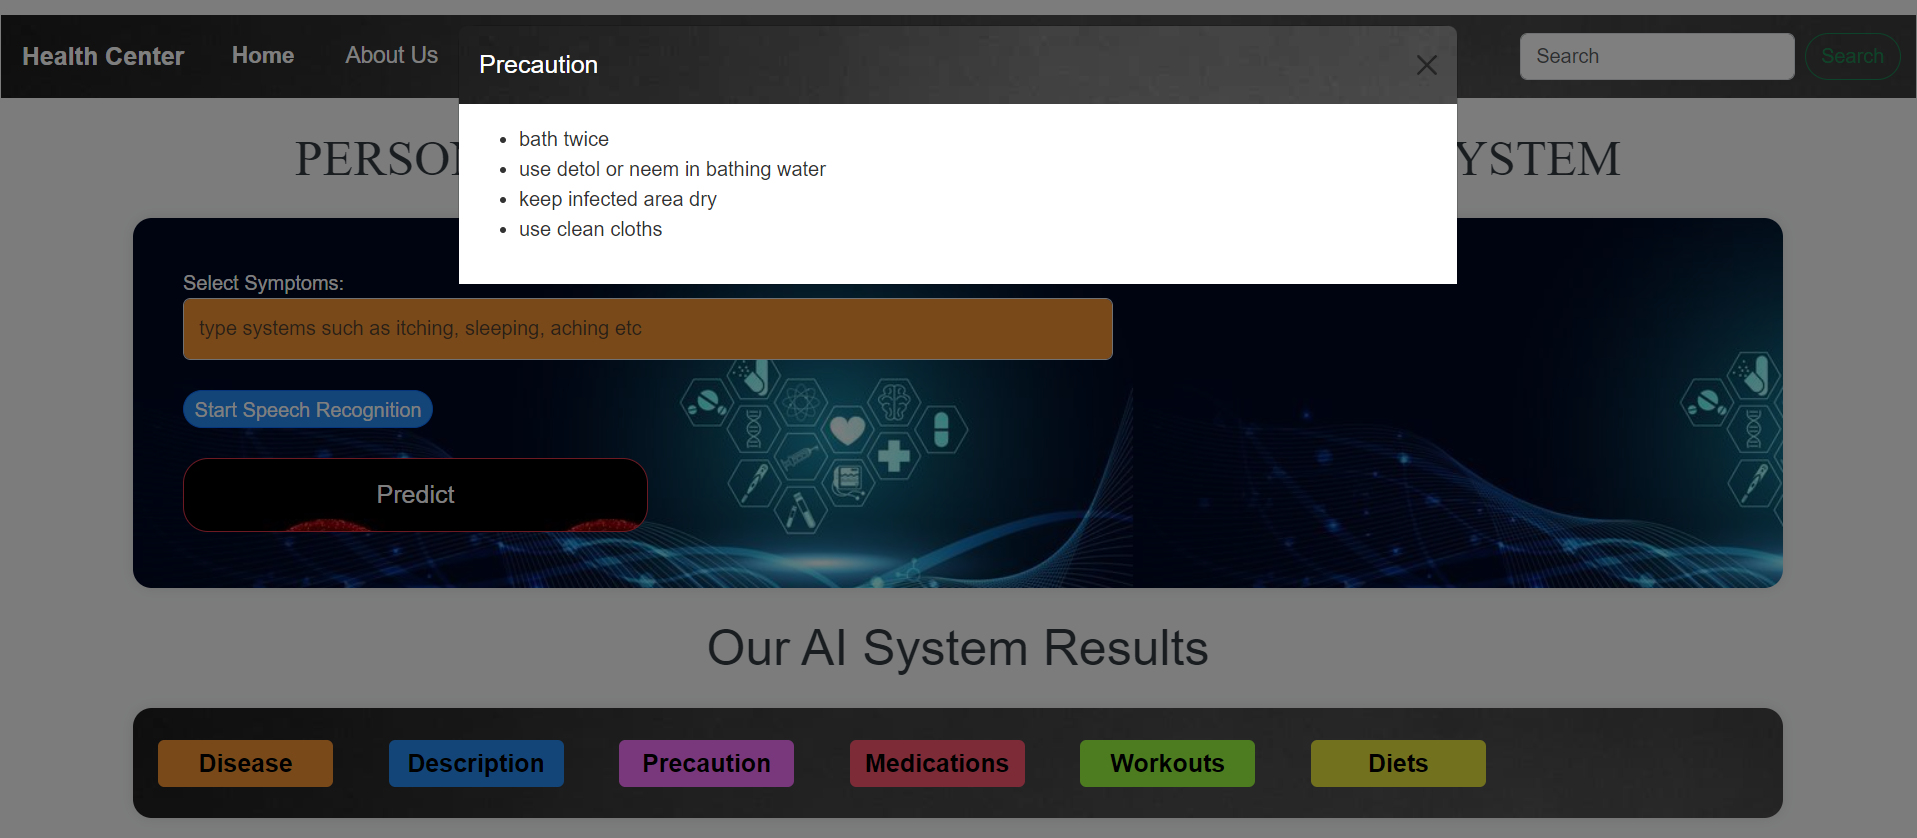 Health Center Home About Us
Precaution
Search Search
bath twice
use detol or neem in bathing water
keep infected area dry
use clean cloths
YSTEM
Select Symptoms:
type systems such as itching, sleeping, aching etc
Start Speech Recognition
Predict
Our AI System Results
Disease Description Precaution Medications Workouts Diets